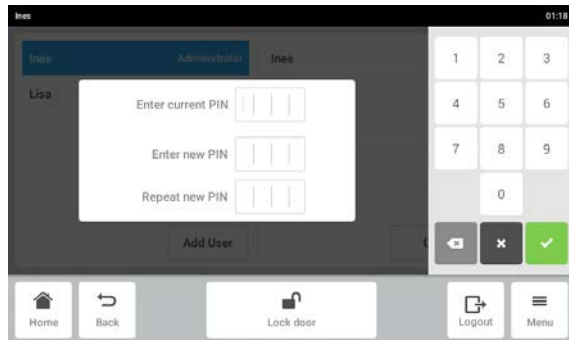 Ines 01:18
Ines Administrator Ines
Lisa
Enter current PIN
Enter new PIN
Repeat new PIN
1 2 3
4 5 6
7 8 9
0
Add User
Home Back Lock door Logout Menu